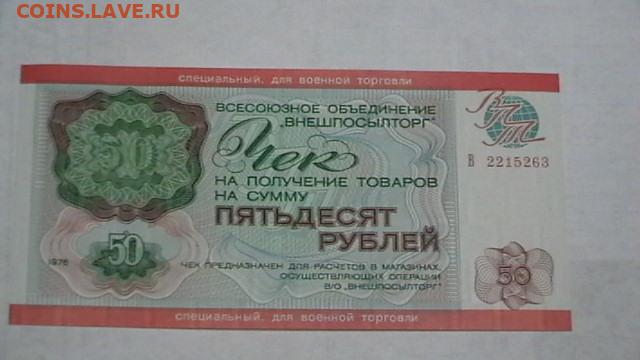 COINS.LAVE.RU
специальный, для военной торговли
ВСЕСОЮЗНОЕ ОБЪЕДИНЕНИЕ
„ВНЕШПОСЫЛТОРГ"
ВПТ
50
Чек
В 2215263
НА ПОЛУЧЕНИЕ ТОВАРОВ
НА СУММУ
ПЯТЬДЕСЯТ
РУБЛЕЙ
50
1976
ЧЕК ПРЕДНАЗНАЧЕН ДЛЯ РАСЧЕТОВ В МАГАЗИНАХ,
ОСУЩЕСТВЛЯЮЩИХ ОПЕРАЦИИ
В/О „ВНЕШПОСЫЛТОРГ"
50
специальный, для военной торговли